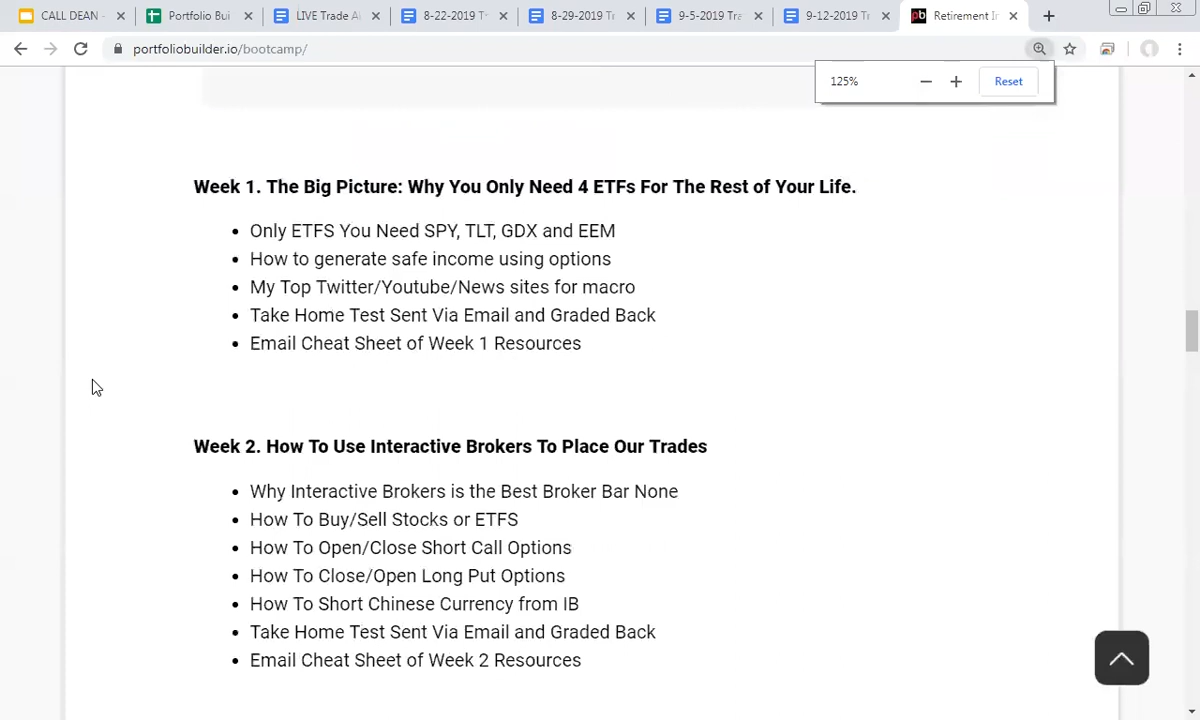 CALL DEAN -
Portfolio Bui
LIVE Trade A
8-22-2019 T
8-29-2019 Tr
9-5-2019 Tra
9-12-2019 Tr
pb
Retirement Ir
portfoliobuilder.io/bootcamp/
125%
Reset
Week 1. The Big Picture: Why You Only Need 4 ETFs For The Rest of Your Life.
• Only ETFS You Need SPY, TLT, GDX and EEM
• How to generate safe income using options
• My Top Twitter/Youtube/News sites for macro
• Take Home Test Sent Via Email and Graded Back
• Email Cheat Sheet of Week 1 Resources
Week 2. How To Use Interactive Brokers To Place Our Trades
• Why Interactive Brokers is the Best Broker Bar None
• How To Buy/Sell Stocks or ETFS
• How To Open/Close Short Call Options
• How To Close/Open Long Put Options
• How To Short Chinese Currency from IB
• Take Home Test Sent Via Email and Graded Back
• Email Cheat Sheet of Week 2 Resources